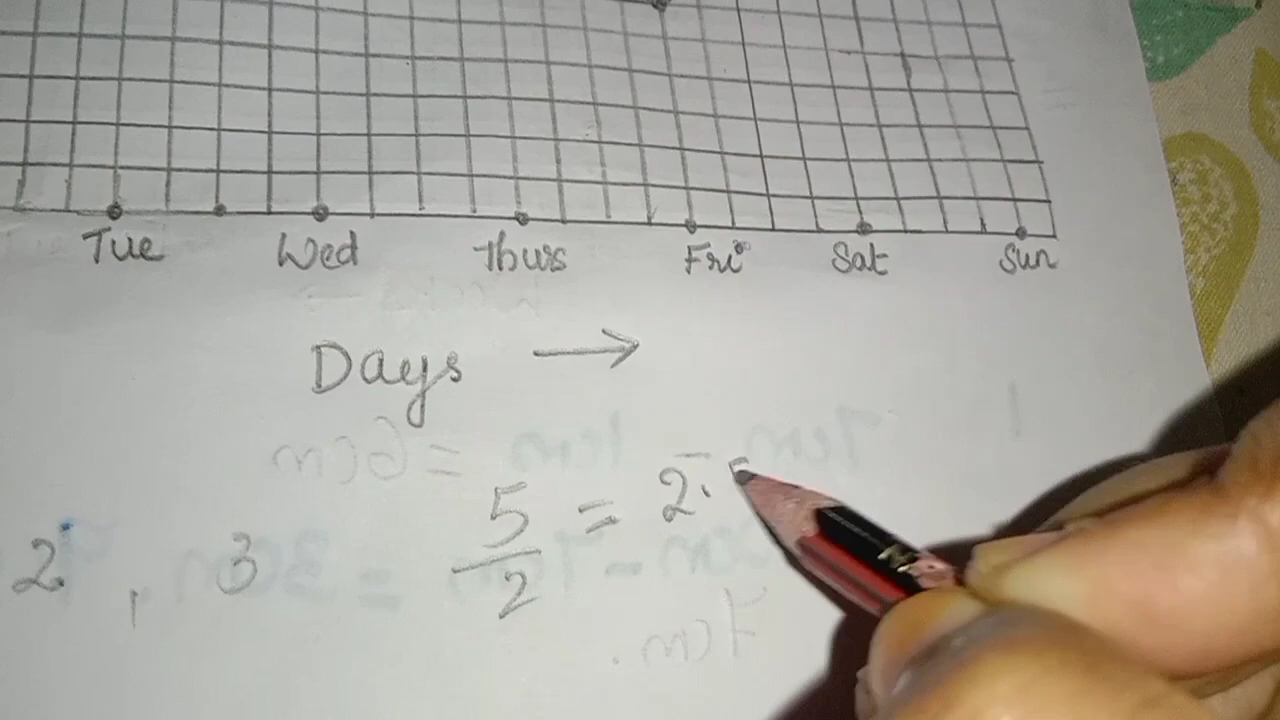 Tue Wed Thurs Fri Sat Sun
Days →
2 , 3 5/2 = 2.5